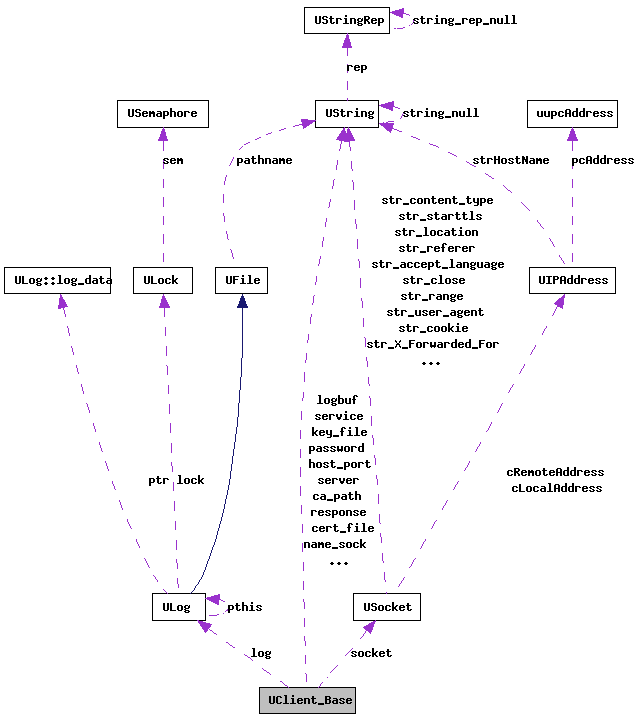 UStringRep
string_rep_null
rep
USemaphore
UString
string_null
uupcAddress
sem
pathname
strHostName
pcAddress
str_content_type
str_starttls
str_location
str_referer
str_accept_language
str_close
str_range
str_user_agent
str_cookie
str_X_Forwarded_For
...
ULog::log_data
ULock
UFile
UIPAddress
logbuf
service
key_file
password
host_port
server
ca_path
response
cert_file
name_sock
...
ptr_lock
cRemoteAddress
cLocalAddress
ULog
pthis
USocket
log
socket
UClient_Base